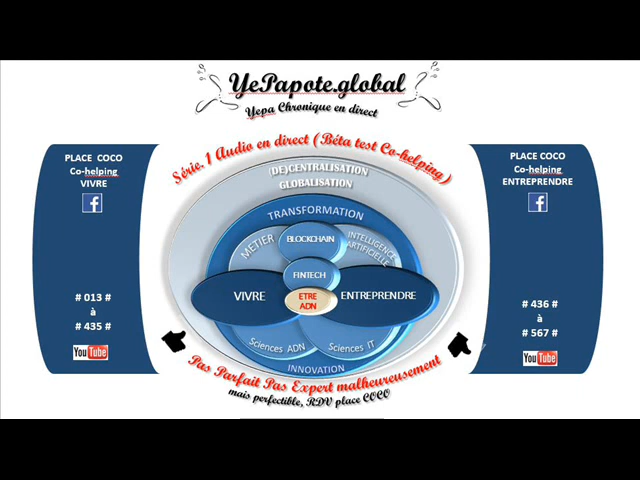 YePapote.global
Yepa Chronique en direct
Série, 1 Audio en direct (Béta test Co-helping)
PLACE COCO
Co-helping
VIVRE
f
# 013 #
à
# 435 #
YouTube
(DE)CENTRALISATION
GLOBALISATION
TRANSFORMATION
METIER
BLOCKCHAIN
INTELLIGENCE
ARTIFICIELLE
FINTECH
VIVRE
ETRE
ADN
ENTREPRENDRE
Sciences ADN
Sciences IT
INNOVATION
Pas Parfait Pas Expert malheureusement
mais perfectible, RDV place COCO
PLACE COCO
Co-helping
ENTREPRENDRE
f
# 436 #
à
# 567 #
YouTube